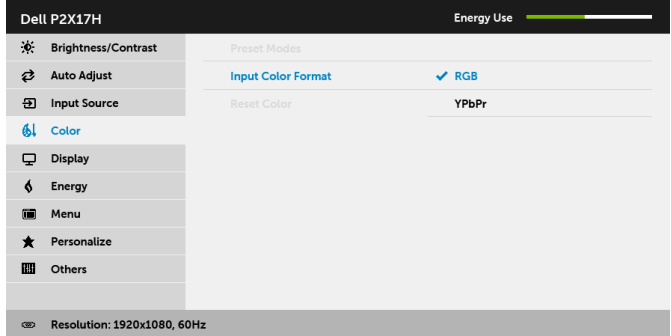 Dell P2X17H Energy Use
Brightness/Contrast Preset Modes
Auto Adjust Input Color Format RGB
Input Source Reset Color YPbPr
Color
Display
Energy
Menu
Personalize
Others
Resolution: 1920x1080, 60Hz